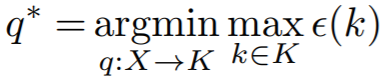 q* = argmin max ϵ(k)
q:X→K k∈K